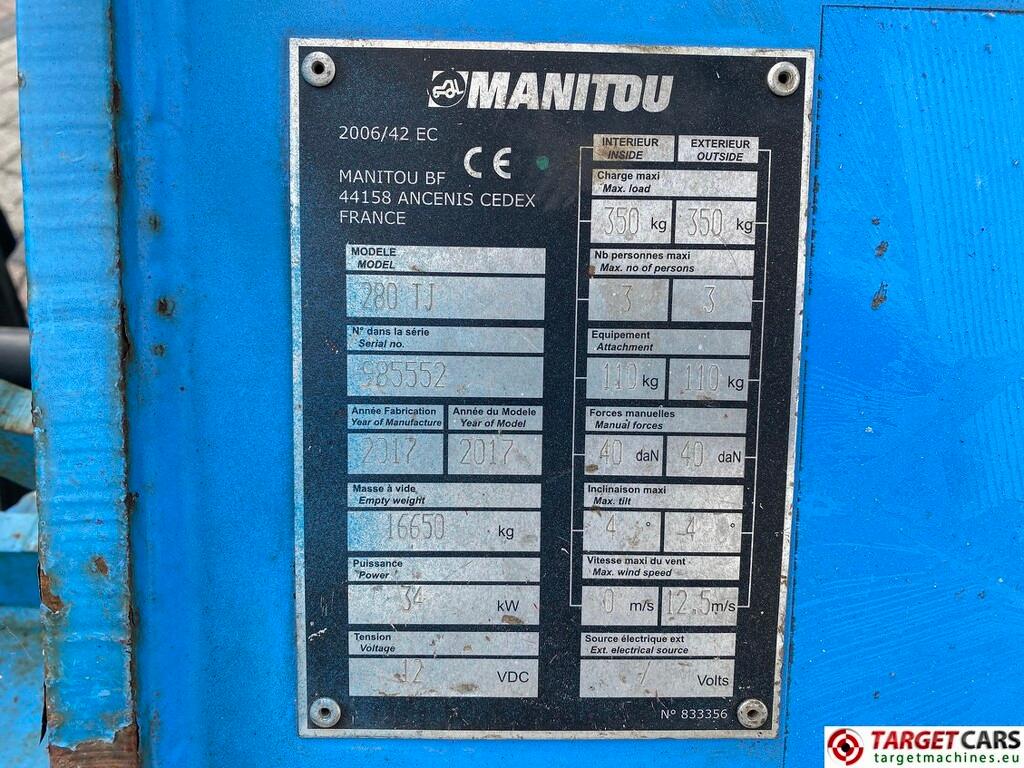 MANITOU
2006/42 EC
CE
MANITOU BF
44158 ANCENIS CEDEX
FRANCE
MODELE
MODEL
280 TJ
N° dans la série
Serial no.
985552
Année Fabrication Année du Modele
Year of Manufacture Year of Model
2017 2017
Masse à vide
Empty weight
16650 kg
Puissance
Power
34 kW
Tension
Voltage
12 VDC
INTERIEUR EXTERIEUR
INSIDE OUTSIDE
Charge maxi
Max. load
350 kg 350 kg
Nb personnes maxi
Max. no of persons
3 3
Equipement
Attachment
110 kg 110 kg
Forces manuelles
Manual forces
40 daN 40 daN
Inclinaison maxi
Max. tilt
4 ° 4 °
Vitesse maxi du vent
Max. wind speed
0 m/s 12.5 m/s
Source électrique ext
Ext. electrical source
/ Volts
N° 833356
TARGETCARS
targetmachines.eu